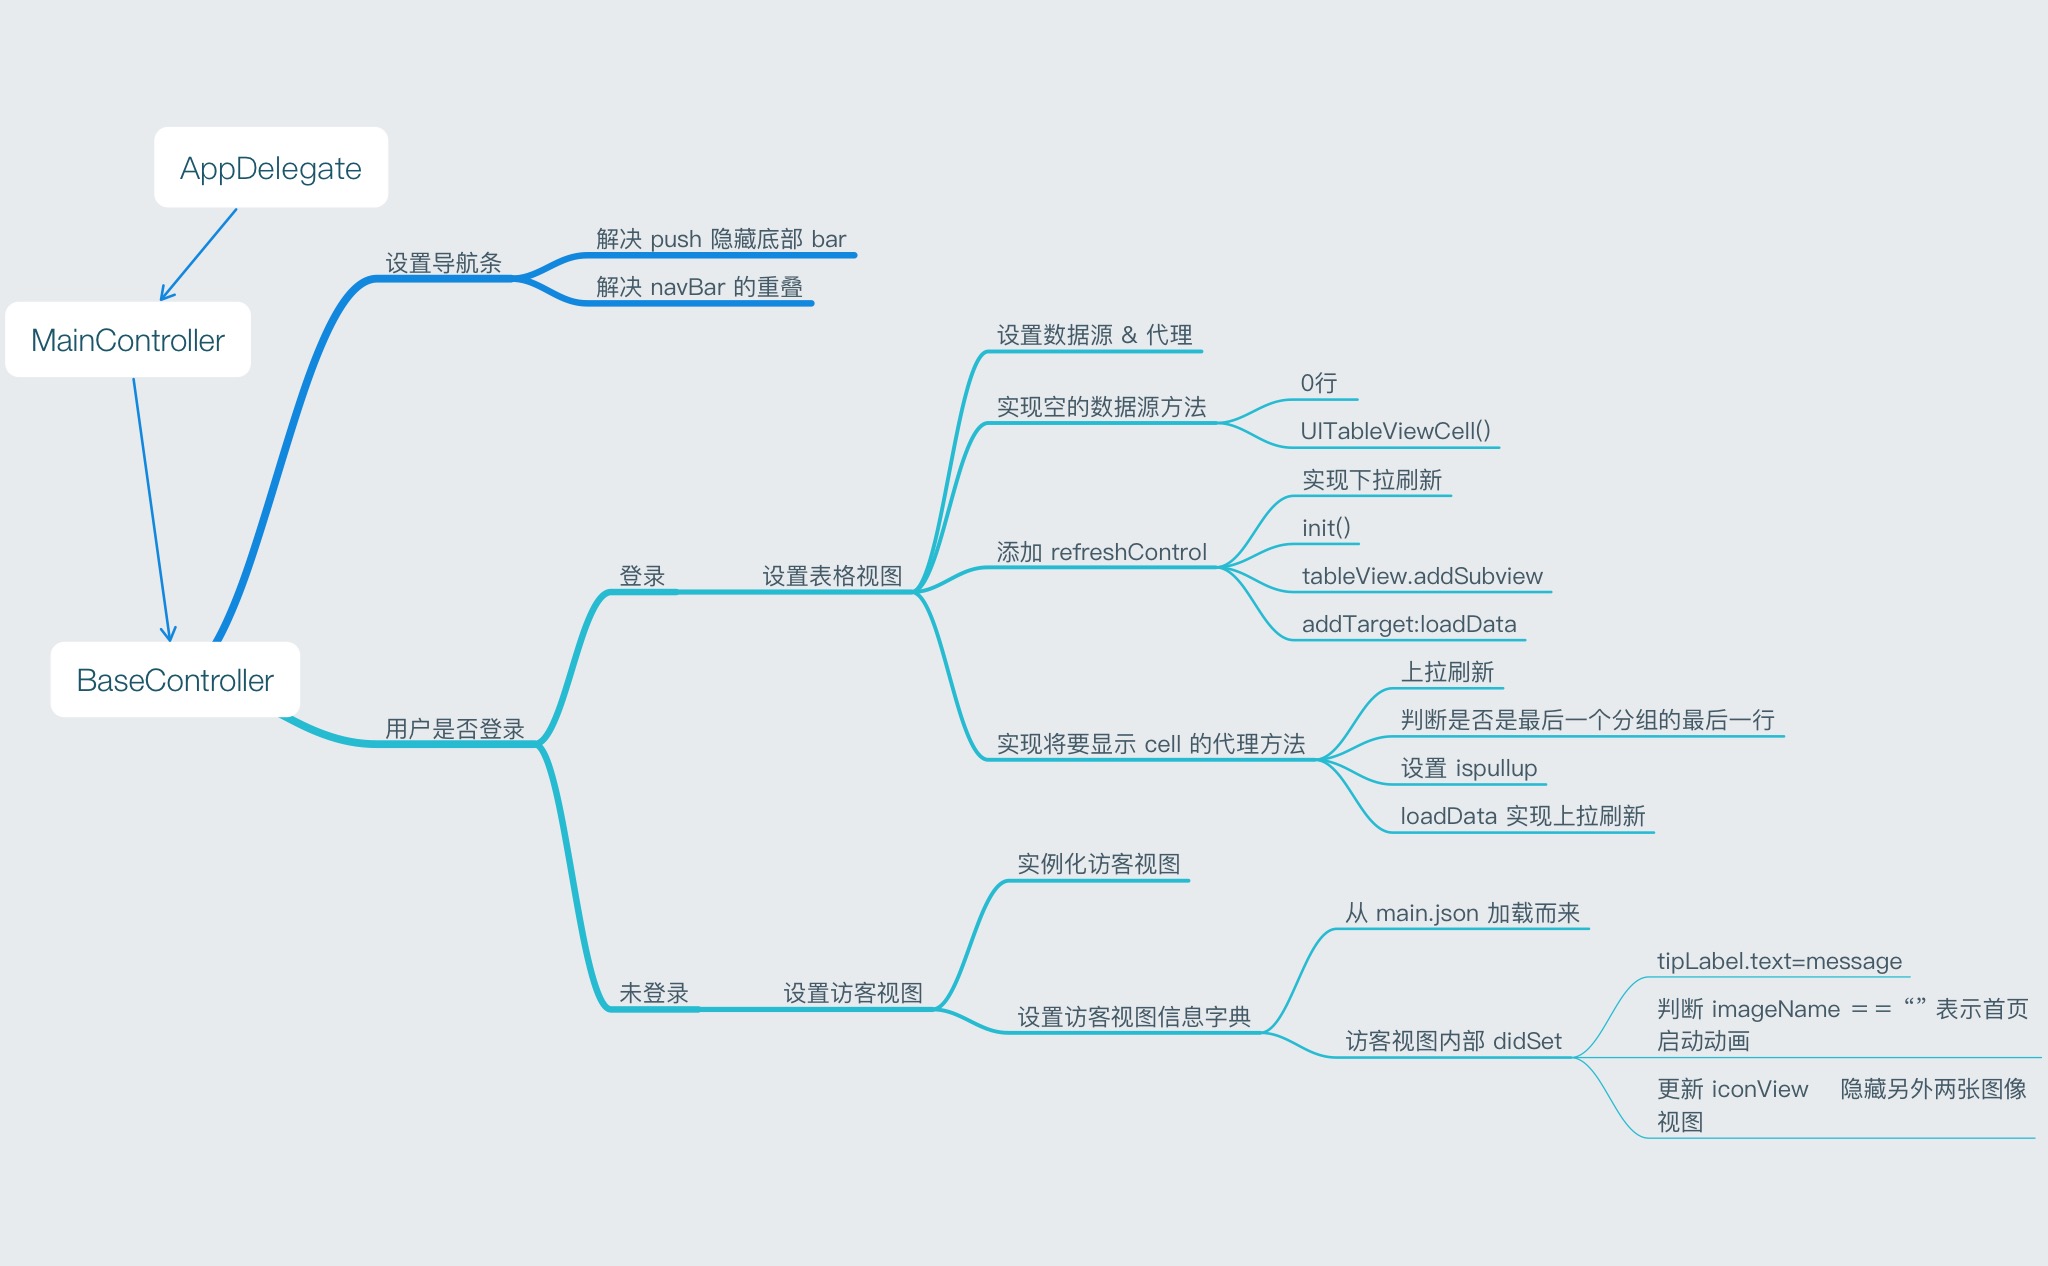 AppDelegate
MainController
BaseController
设置导航条
解决 push 隐藏底部 bar
解决 navBar 的重叠
用户是否登录
登录
设置表格视图
设置数据源 & 代理
实现空的数据源方法
0行
UITableViewCell()
添加 refreshControl
实现下拉刷新
init()
tableView.addSubview
addTarget:loadData
实现将要显示 cell 的代理方法
上拉刷新
判断是否是最后一个分组的最后一行
设置 ispullup
loadData 实现上拉刷新
未登录
设置访客视图
实例化访客视图
设置访客视图信息字典
从 main.json 加载而来
访客视图内部 didSet
tipLabel.text=message
判断 imageName == “” 表示首页
启动动画
更新 iconView 隐藏另外两张图像
视图